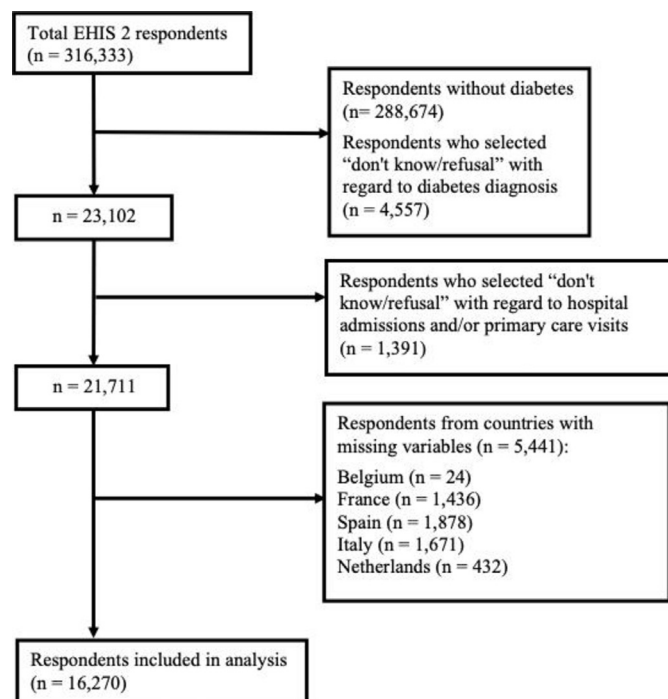 Total EHIS 2 respondents
(n = 316,333)
Respondents without diabetes
(n= 288,674)
Respondents who selected
“don't know/refusal” with
regard to diabetes diagnosis
(n = 4,557)
n = 23,102
Respondents who selected “don't
know/refusal” with regard to hospital
admissions and/or primary care visits
(n = 1,391)
n = 21,711
Respondents from countries with
missing variables (n = 5,441):
Belgium (n = 24)
France (n = 1,436)
Spain (n = 1,878)
Italy (n = 1,671)
Netherlands (n = 432)
Respondents included in analysis
(n = 16,270)